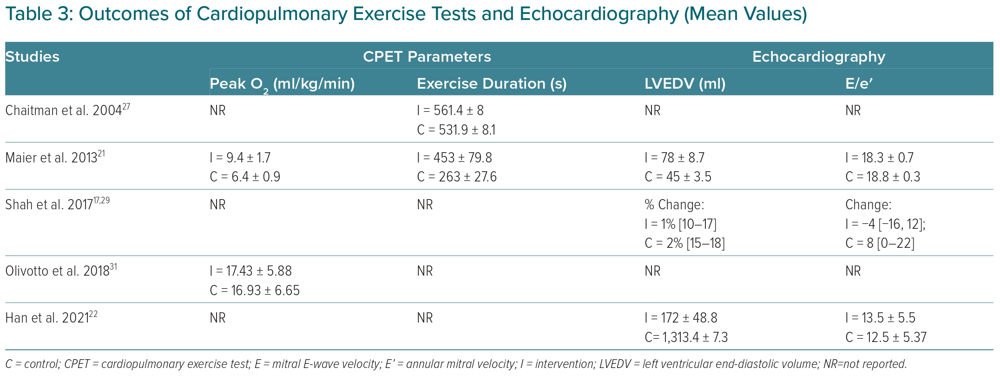 Table 3: Outcomes of Cardiopulmonary Exercise Tests and Echocardiography (Mean Values)
Studies CPET Parameters Echocardiography
Peak O₂ (ml/kg/min) Exercise Duration (s) LVEDV (ml) E/e′
Chaitman et al. 2004²⁷ NR I = 561.4 ± 8 NR NR
C = 531.9 ± 8.1
Maier et al. 2013²¹ I = 9.4 ± 1.7 I = 453 ± 79.8 I = 78 ± 8.7 I = 18.3 ± 0.7
C = 6.4 ± 0.9 C = 263 ± 27.6 C = 45 ± 3.5 C = 18.8 ± 0.3
Shah et al. 2017¹⁷,²⁹ NR NR % Change: Change:
I = 1% [10–17] I = −4 [−16, 12];
C = 2% [15–18] C = 8 [0–22]
Olivotto et al. 2018³¹ I = 17.43 ± 5.88 NR NR NR
C = 16.93 ± 6.65
Han et al. 2021²² NR NR I = 172 ± 48.8 I = 13.5 ± 5.5
C= 1,313.4 ± 7.3 C = 12.5 ± 5.37
C = control; CPET = cardiopulmonary exercise test; E = mitral E-wave velocity; E’ = annular mitral velocity; I = intervention; LVEDV = left ventricular end-diastolic volume; NR=not reported.